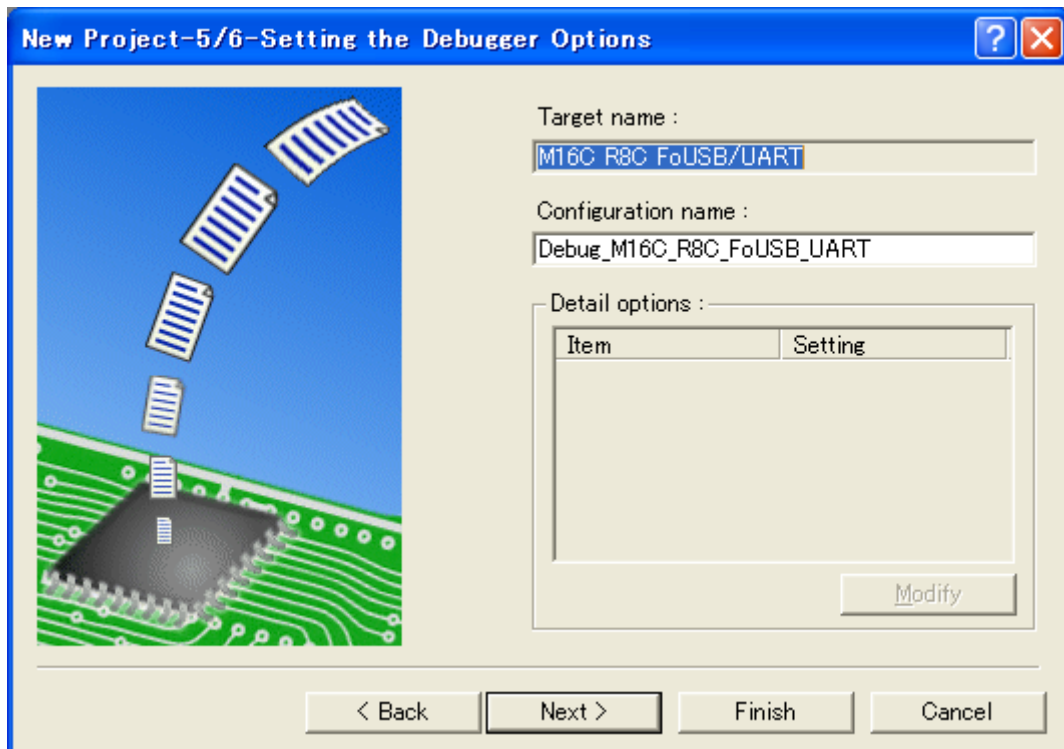 New Project-5/6-Setting the Debugger Options
Target name :
M16C R8C FoUSB/UART
Configuration name :
Debug_M16C_R8C_FoUSB_UART
Detail options :
Item Setting
Modify
< Back Next > Finish Cancel